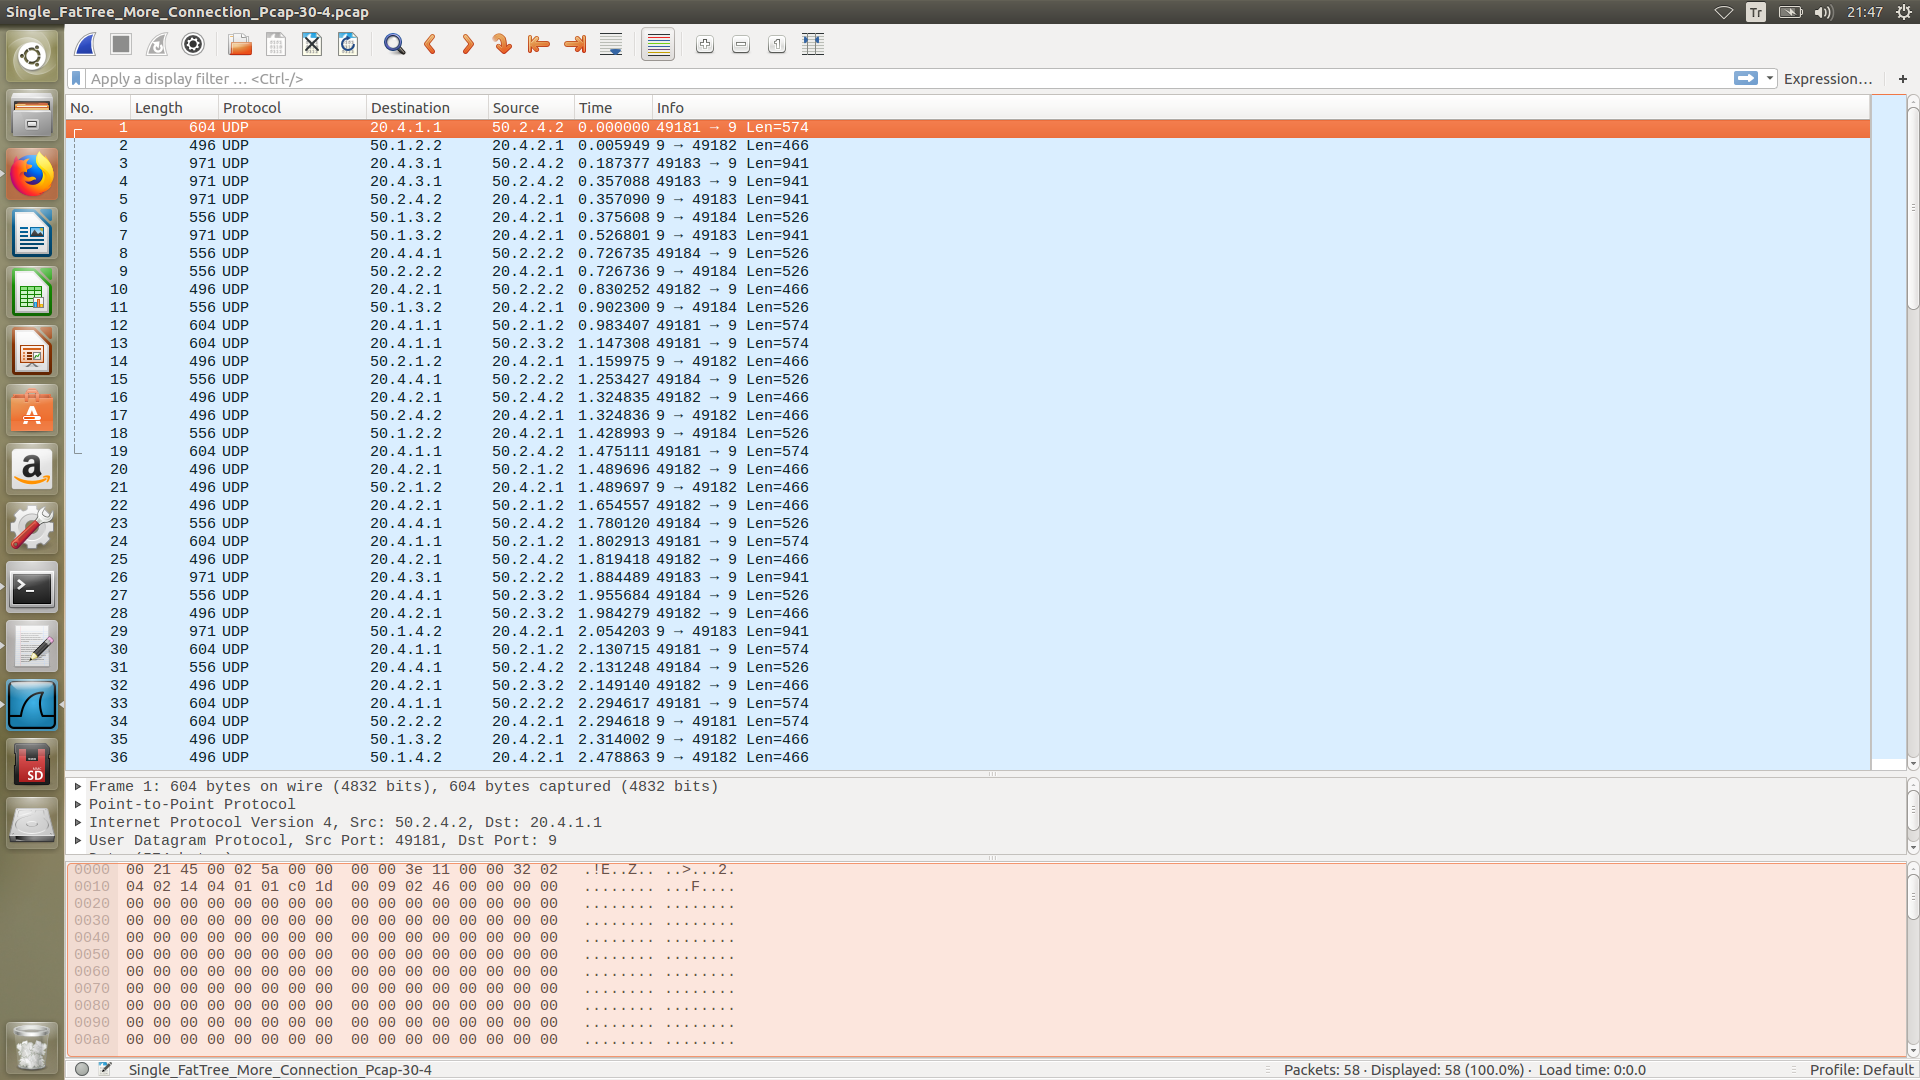 Single_FatTree_More_Connection_Pcap-30-4.pcap
Tr
21:47
Apply a display filter … <Ctrl-/>
Expression…
+
No. Length Protocol Destination Source Time Info
1 604 UDP 20.4.1.1 50.2.4.2 0.000000 49181 → 9 Len=574
2 496 UDP 50.1.2.2 20.4.2.1 0.005949 9 → 49182 Len=466
3 971 UDP 20.4.3.1 50.2.4.2 0.187377 49183 → 9 Len=941
4 971 UDP 20.4.3.1 50.2.4.2 0.357088 49183 → 9 Len=941
5 971 UDP 50.2.4.2 20.4.2.1 0.357090 9 → 49183 Len=941
6 556 UDP 50.1.3.2 20.4.2.1 0.375608 9 → 49184 Len=526
7 971 UDP 50.1.3.2 20.4.2.1 0.526801 9 → 49183 Len=941
8 556 UDP 20.4.4.1 50.2.2.2 0.726735 49184 → 9 Len=526
9 556 UDP 50.2.2.2 20.4.2.1 0.726736 9 → 49184 Len=526
10 496 UDP 20.4.2.1 50.2.2.2 0.830252 49182 → 9 Len=466
11 556 UDP 50.1.3.2 20.4.2.1 0.902300 9 → 49184 Len=526
12 604 UDP 20.4.1.1 50.2.1.2 0.983407 49181 → 9 Len=574
13 604 UDP 20.4.1.1 50.2.3.2 1.147308 49181 → 9 Len=574
14 496 UDP 50.2.1.2 20.4.2.1 1.159975 9 → 49182 Len=466
15 556 UDP 20.4.4.1 50.2.2.2 1.253427 49184 → 9 Len=526
16 496 UDP 20.4.2.1 50.2.4.2 1.324835 49182 → 9 Len=466
17 496 UDP 50.2.4.2 20.4.2.1 1.324836 9 → 49182 Len=466
18 556 UDP 50.1.2.2 20.4.2.1 1.428993 9 → 49184 Len=526
19 604 UDP 20.4.1.1 50.2.4.2 1.475111 49181 → 9 Len=574
20 496 UDP 20.4.2.1 50.2.1.2 1.489696 49182 → 9 Len=466
21 496 UDP 50.2.1.2 20.4.2.1 1.489697 9 → 49182 Len=466
22 496 UDP 20.4.2.1 50.2.1.2 1.654557 49182 → 9 Len=466
23 556 UDP 20.4.4.1 50.2.4.2 1.780120 49184 → 9 Len=526
24 604 UDP 20.4.1.1 50.2.1.2 1.802913 49181 → 9 Len=574
25 496 UDP 20.4.2.1 50.2.4.2 1.819418 49182 → 9 Len=466
26 971 UDP 20.4.3.1 50.2.2.2 1.884489 49183 → 9 Len=941
27 556 UDP 20.4.4.1 50.2.3.2 1.955684 49184 → 9 Len=526
28 496 UDP 20.4.2.1 50.2.3.2 1.984279 49182 → 9 Len=466
29 971 UDP 50.1.4.2 20.4.2.1 2.054203 9 → 49183 Len=941
30 604 UDP 20.4.1.1 50.2.1.2 2.130715 49181 → 9 Len=574
31 556 UDP 20.4.4.1 50.2.4.2 2.131248 49184 → 9 Len=526
32 496 UDP 20.4.2.1 50.2.3.2 2.149140 49182 → 9 Len=466
33 604 UDP 20.4.1.1 50.2.2.2 2.294617 49181 → 9 Len=574
34 604 UDP 50.2.2.2 20.4.2.1 2.294618 9 → 49181 Len=574
35 496 UDP 50.1.3.2 20.4.2.1 2.314002 9 → 49182 Len=466
36 496 UDP 50.1.4.2 20.4.2.1 2.478863 9 → 49182 Len=466
Frame 1: 604 bytes on wire (4832 bits), 604 bytes captured (4832 bits)
Point-to-Point Protocol
Internet Protocol Version 4, Src: 50.2.4.2, Dst: 20.4.1.1
User Datagram Protocol, Src Port: 49181, Dst Port: 9
0000 00 21 45 00 02 5a 00 00 00 00 3e 11 00 00 32 02 .!E..Z.. ..>...2.
0010 04 02 14 04 01 01 c0 1d 00 09 02 46 00 00 00 00 ........ ...F....
0020 00 00 00 00 00 00 00 00 00 00 00 00 00 00 00 00 ........ ........
0030 00 00 00 00 00 00 00 00 00 00 00 00 00 00 00 00 ........ ........
0040 00 00 00 00 00 00 00 00 00 00 00 00 00 00 00 00 ........ ........
0050 00 00 00 00 00 00 00 00 00 00 00 00 00 00 00 00 ........ ........
0060 00 00 00 00 00 00 00 00 00 00 00 00 00 00 00 00 ........ ........
0070 00 00 00 00 00 00 00 00 00 00 00 00 00 00 00 00 ........ ........
0080 00 00 00 00 00 00 00 00 00 00 00 00 00 00 00 00 ........ ........
0090 00 00 00 00 00 00 00 00 00 00 00 00 00 00 00 00 ........ ........
00a0 00 00 00 00 00 00 00 00 00 00 00 00 00 00 00 00 ........ ........
Single_FatTree_More_Connection_Pcap-30-4
Packets: 58 · Displayed: 58 (100.0%) · Load time: 0:0.0
Profile: Default